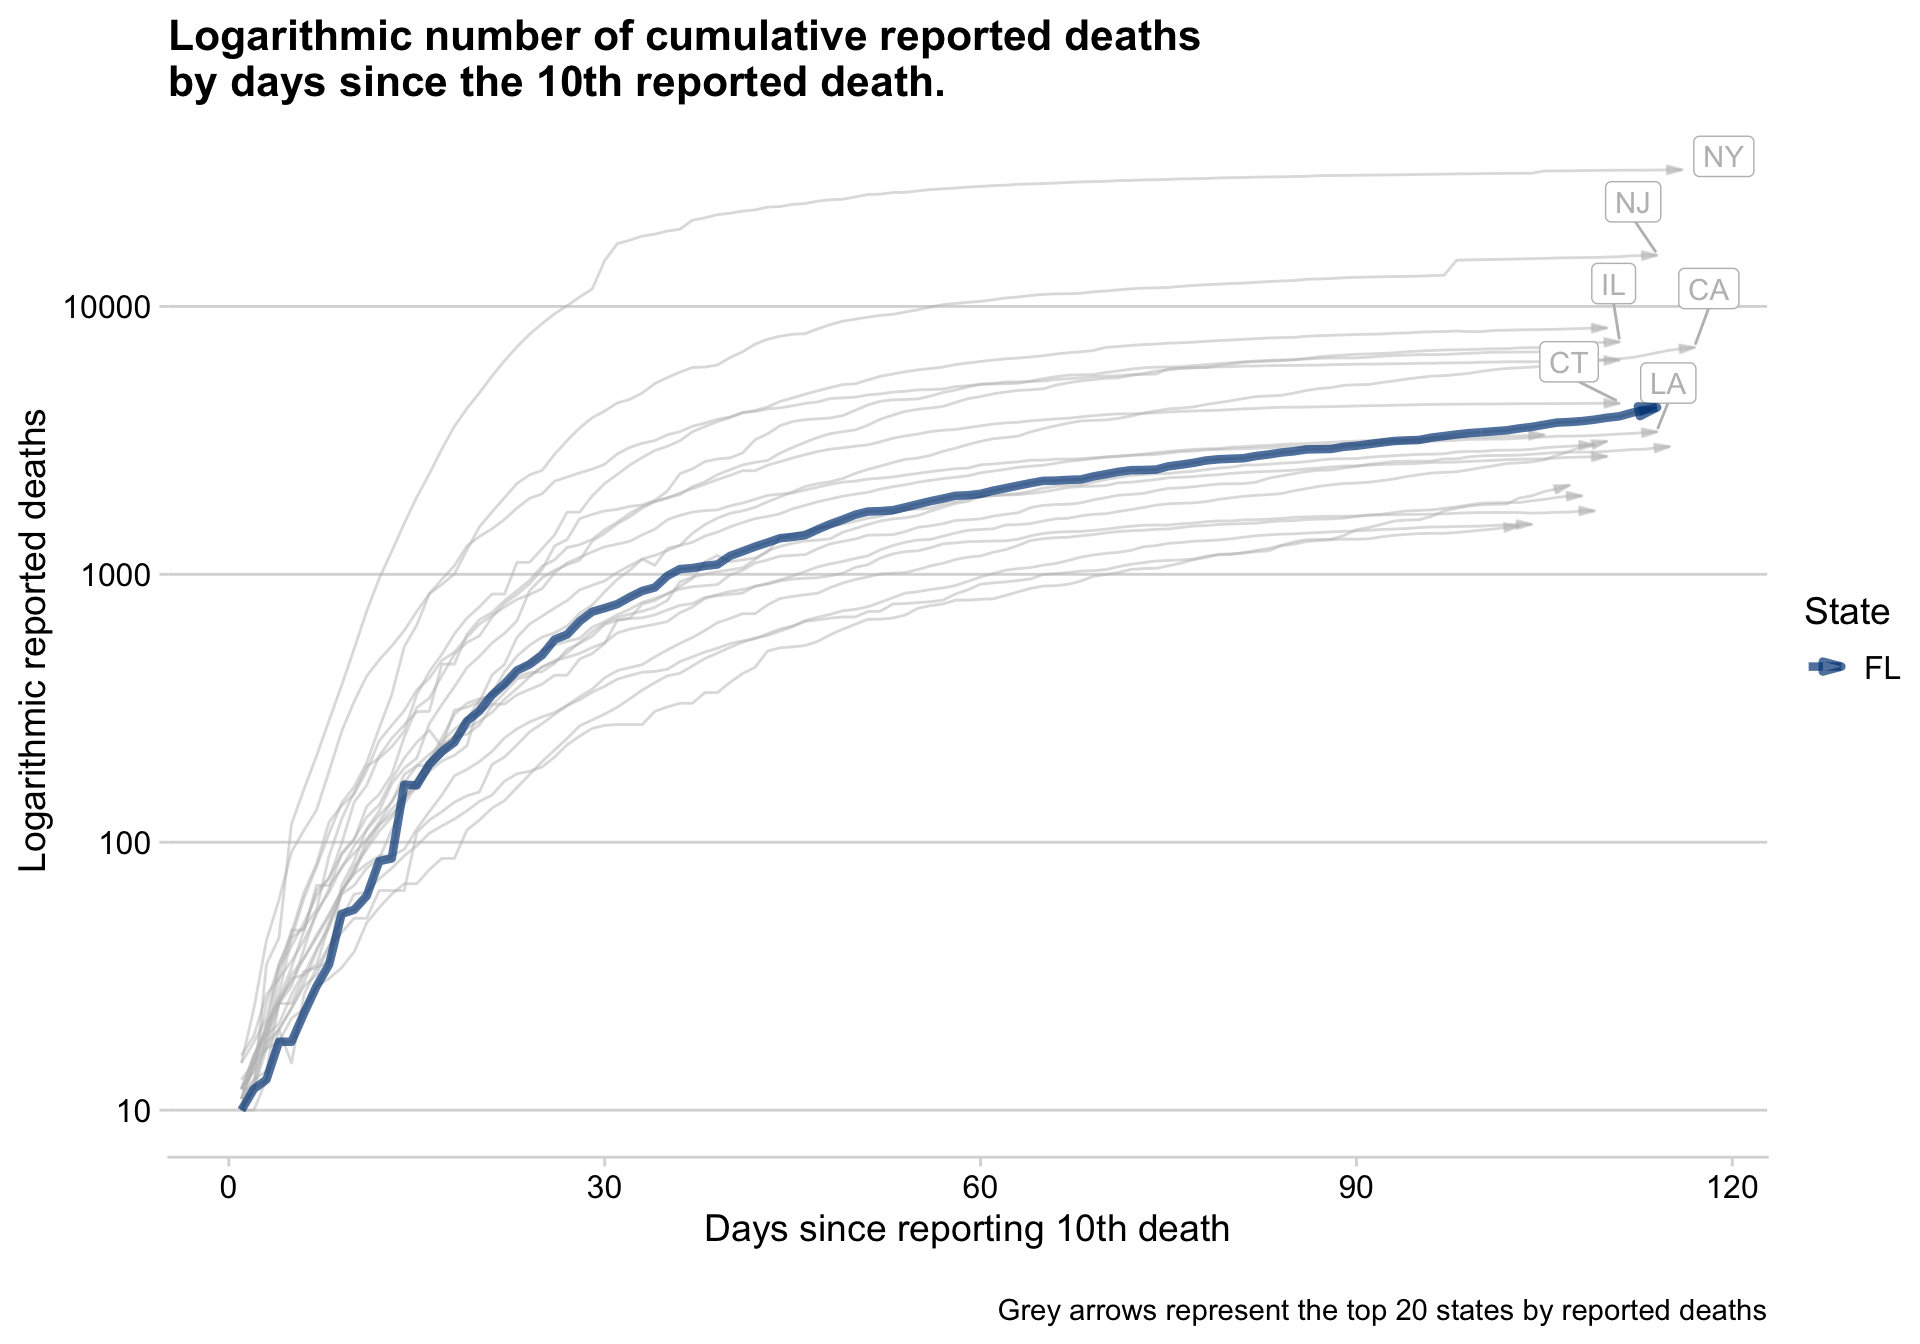 Logarithmic number of cumulative reported deaths
by days since the 10th reported death.
NY
NJ
IL
CA
CT
LA
10000
1000
100
10
Logarithmic reported deaths
0
30
60
90
120
Days since reporting 10th death
State
FL
Grey arrows represent the top 20 states by reported deaths